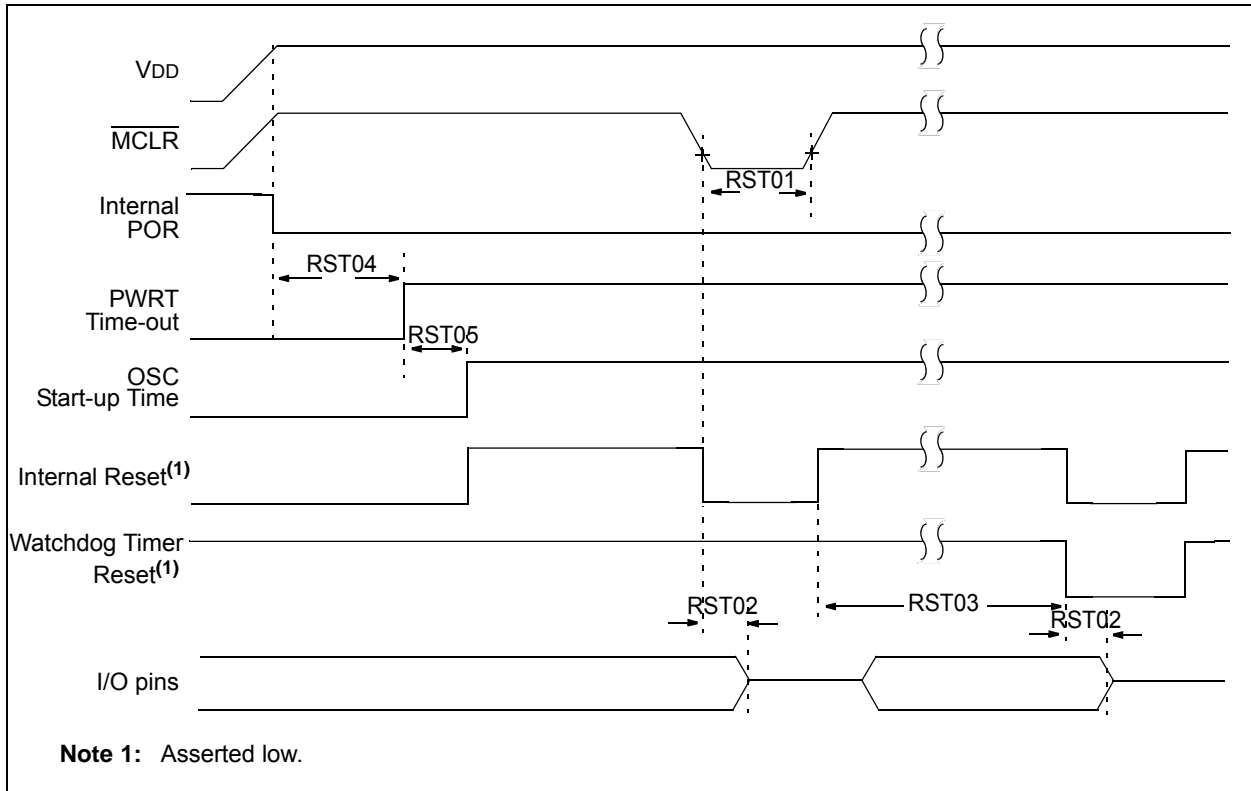 VDD
MCLR
RST01
Internal
POR
RST04
PWRT
Time-out
RST05
OSC
Start-up Time
Internal Reset(1)
Watchdog Timer
Reset(1)
RST02
RST03
RST02
I/O pins
Note 1: Asserted low.